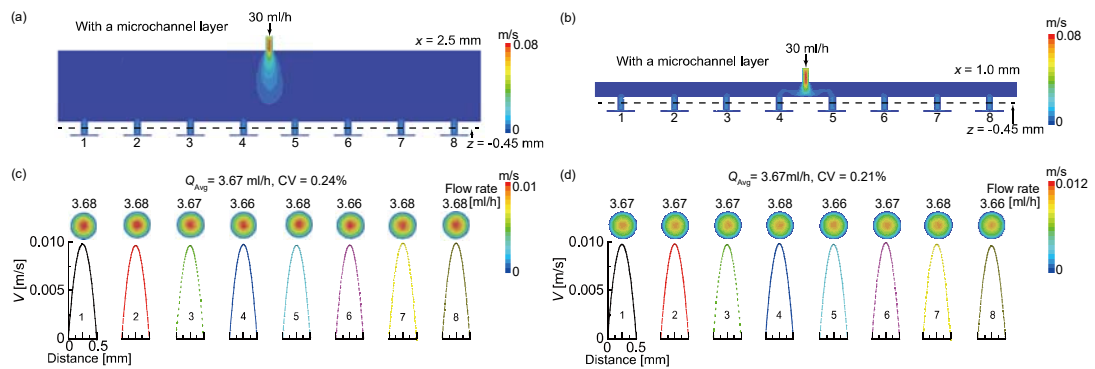 (a)
30 ml/h
With a microchannel layer
x = 2.5 mm
m/s
0.08
0
1 2 3 4 5 6 7 8
z = -0.45 mm
(b)
30 ml/h
With a microchannel layer
x = 1.0 mm
m/s
0.08
0
1 2 3 4 5 6 7 8
z = -0.45 mm
(c)
QAvg = 3.67 ml/h, CV = 0.24%
Flow rate
[ml/h]
m/s
0.01
0
3.68 3.68 3.67 3.66 3.68 3.66 3.68 3.68
V [m/s]
0.010
0.005
0
1 2 3 4 5 6 7 8
0 0.5
Distance [mm]
(d)
QAvg = 3.67ml/h, CV = 0.21%
Flow rate
[ml/h]
m/s
0.012
0
3.67 3.67 3.67 3.68 3.66 3.67 3.68 3.66
V [m/s]
0.010
0.005
0
1 2 3 4 5 6 7 8
0 0.5
Distance [mm]